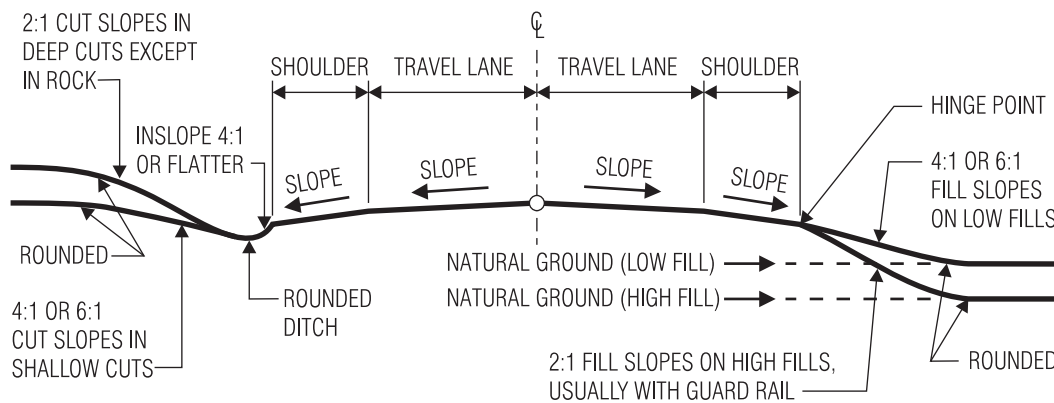 2:1 CUT SLOPES IN
DEEP CUTS EXCEPT
IN ROCK
℄
SHOULDER
TRAVEL LANE
TRAVEL LANE
SHOULDER
HINGE POINT
INSLOPE 4:1
OR FLATTER
4:1 OR 6:1
FILL SLOPES
ON LOW FILLS
SLOPE
SLOPE
SLOPE
SLOPE
ROUNDED
NATURAL GROUND (LOW FILL)
NATURAL GROUND (HIGH FILL)
ROUNDED
DITCH
4:1 OR 6:1
CUT SLOPES IN
SHALLOW CUTS
2:1 FILL SLOPES ON HIGH FILLS,
USUALLY WITH GUARD RAIL
ROUNDED